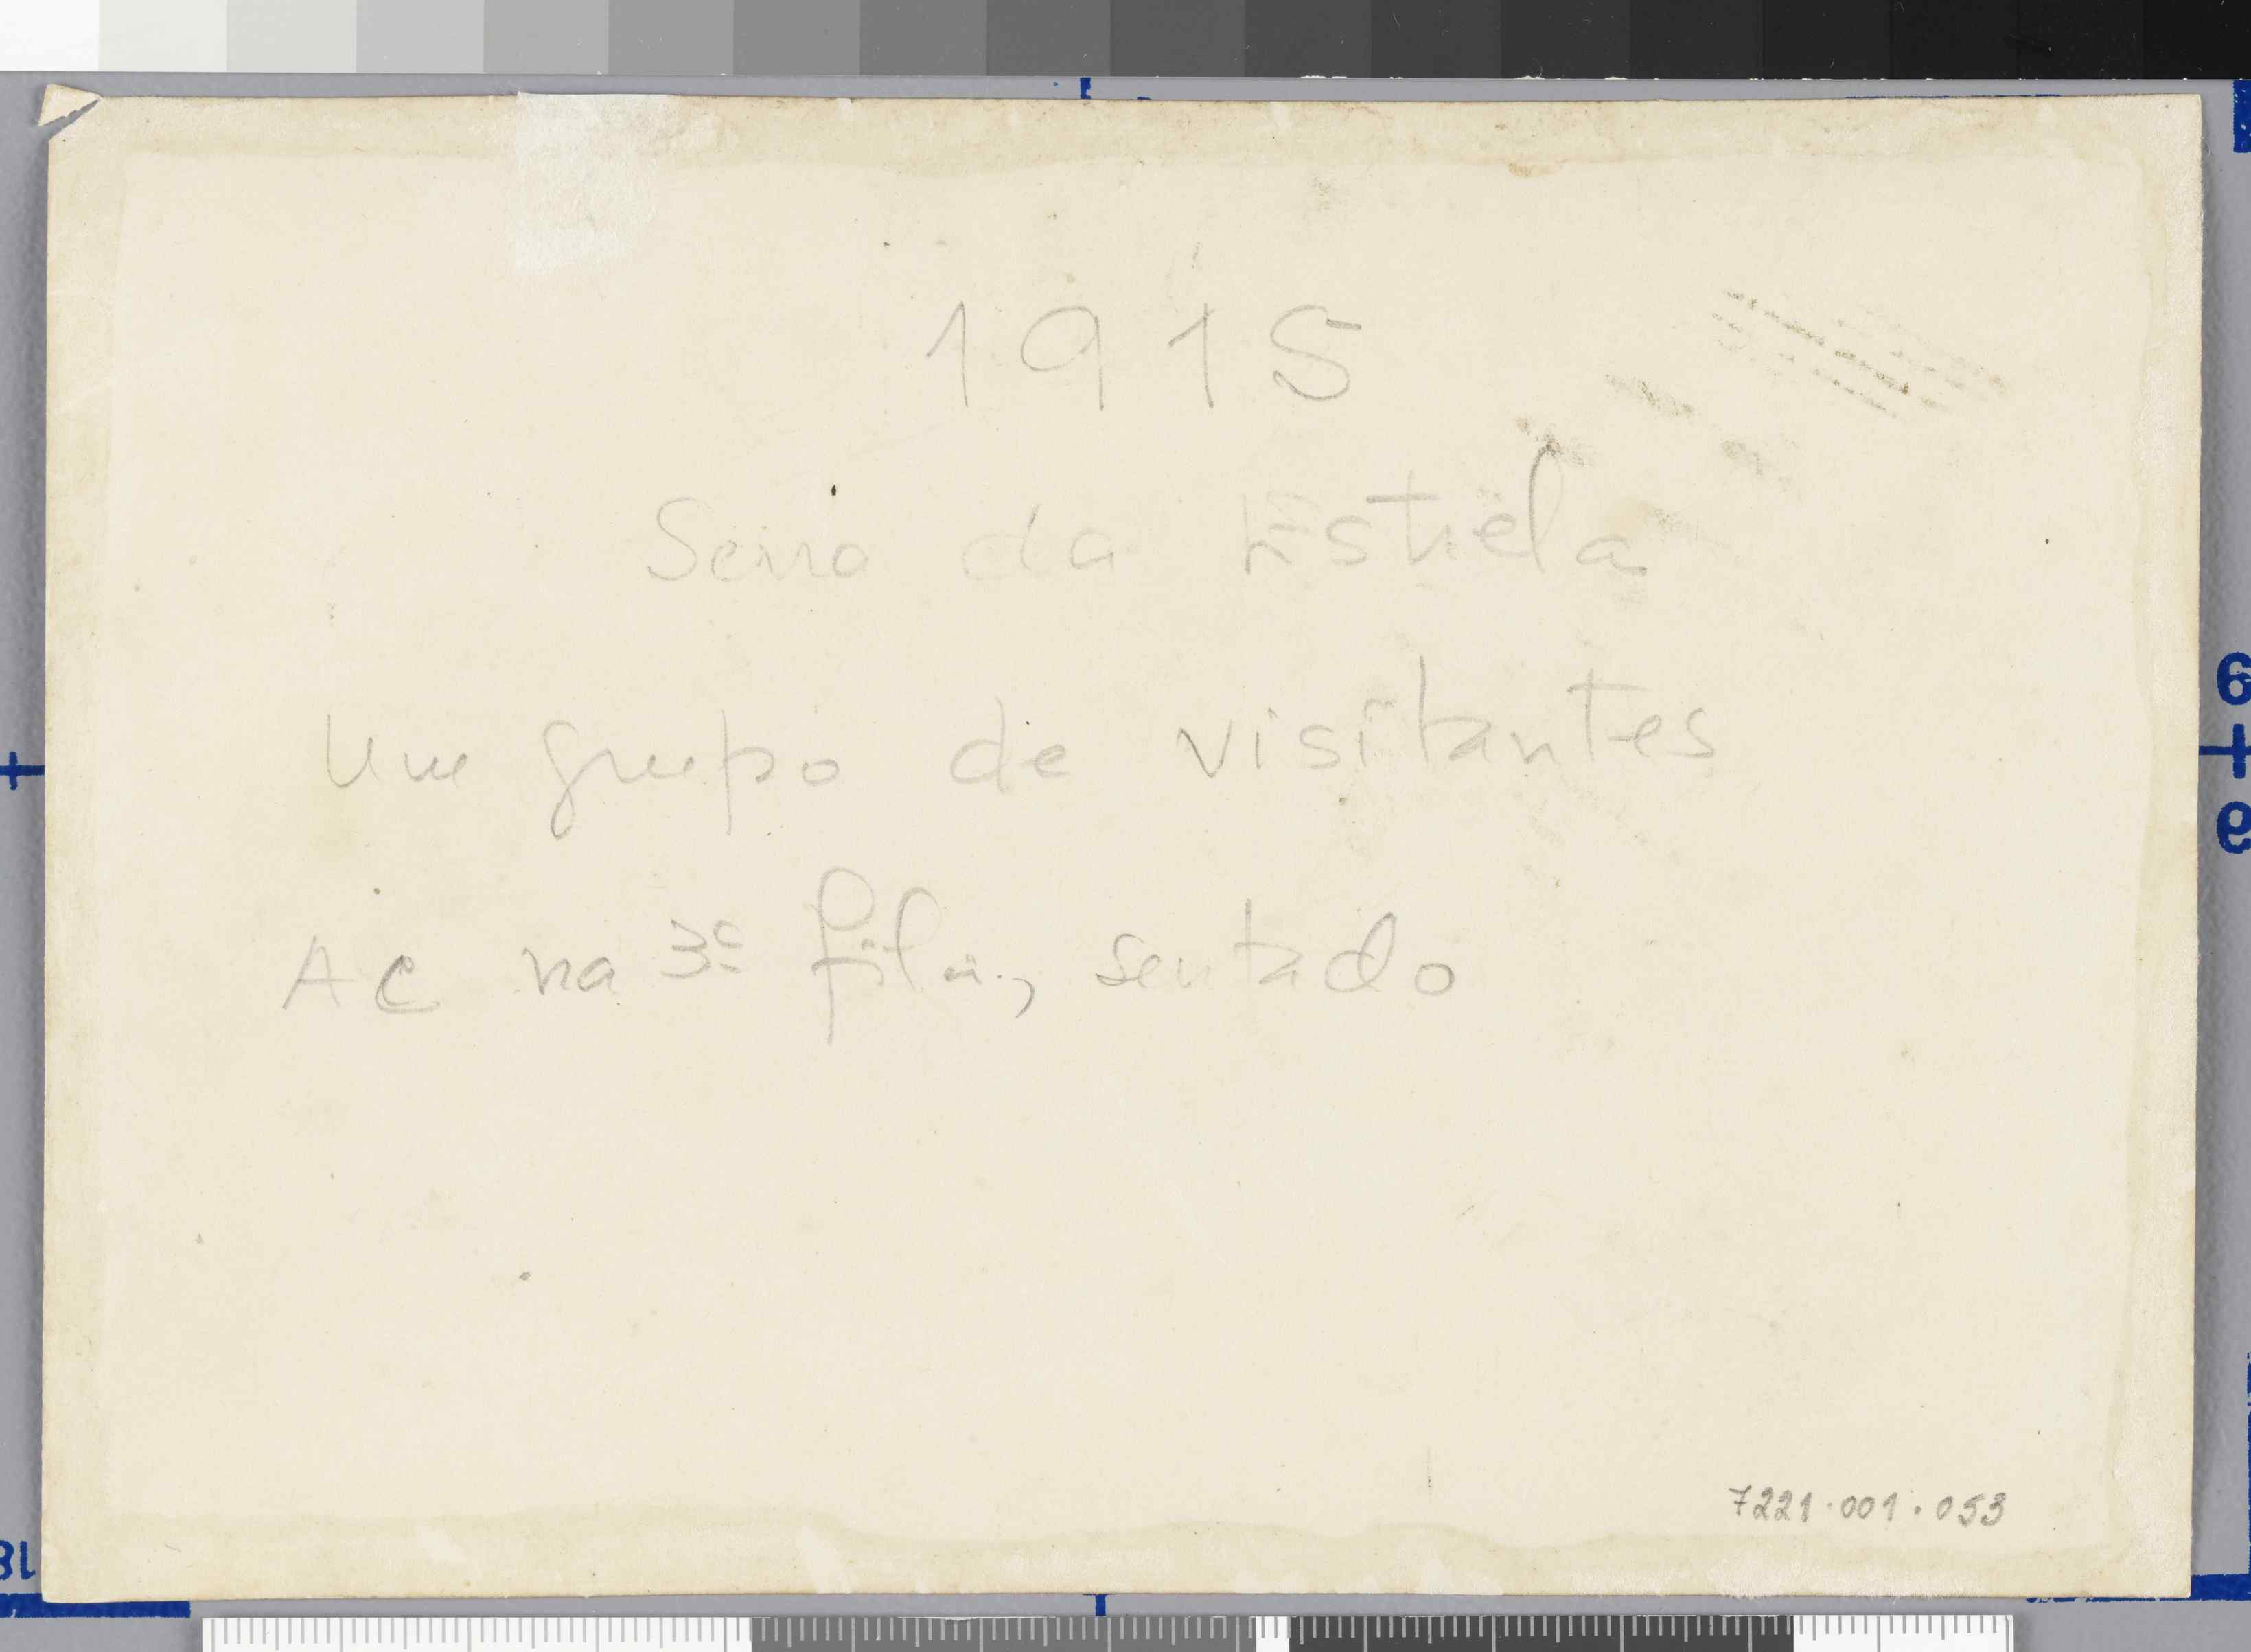 1915
Serra da Estrela
Um grupo de visitantes
AC na 3ª fila, sentado
7221.001.053